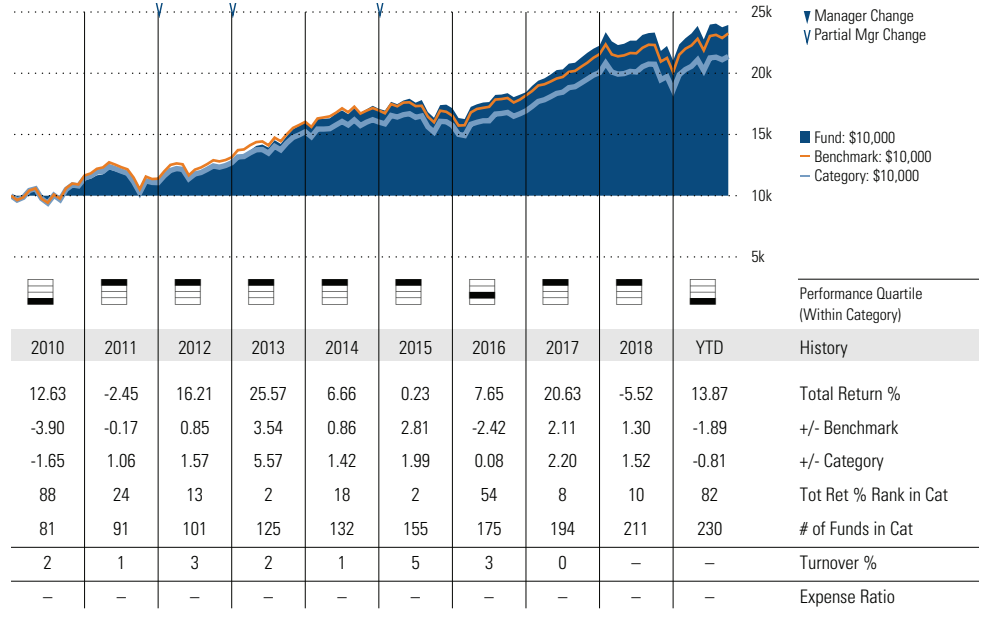 25k
▼ Manager Change
Partial Mgr Change
20k
15k
Fund: $10,000
Benchmark: $10,000
Category: $10,000
10k
5k
Performance Quartile
(Within Category)
2010 2011 2012 2013 2014 2015 2016 2017 2018 YTD History
12.63 -2.45 16.21 25.57 6.66 0.23 7.65 20.63 -5.52 13.87 Total Return %
-3.90 -0.17 0.85 3.54 0.86 2.81 -2.42 2.11 1.30 -1.89 +/- Benchmark
-1.65 1.06 1.57 5.57 1.42 1.99 0.08 2.20 1.52 -0.81 +/- Category
88 24 13 2 18 2 54 8 10 82 Tot Ret % Rank in Cat
81 91 101 125 132 155 175 194 211 230 # of Funds in Cat
2 1 3 2 1 5 3 0 – – Turnover %
– – – – – – – – – – Expense Ratio